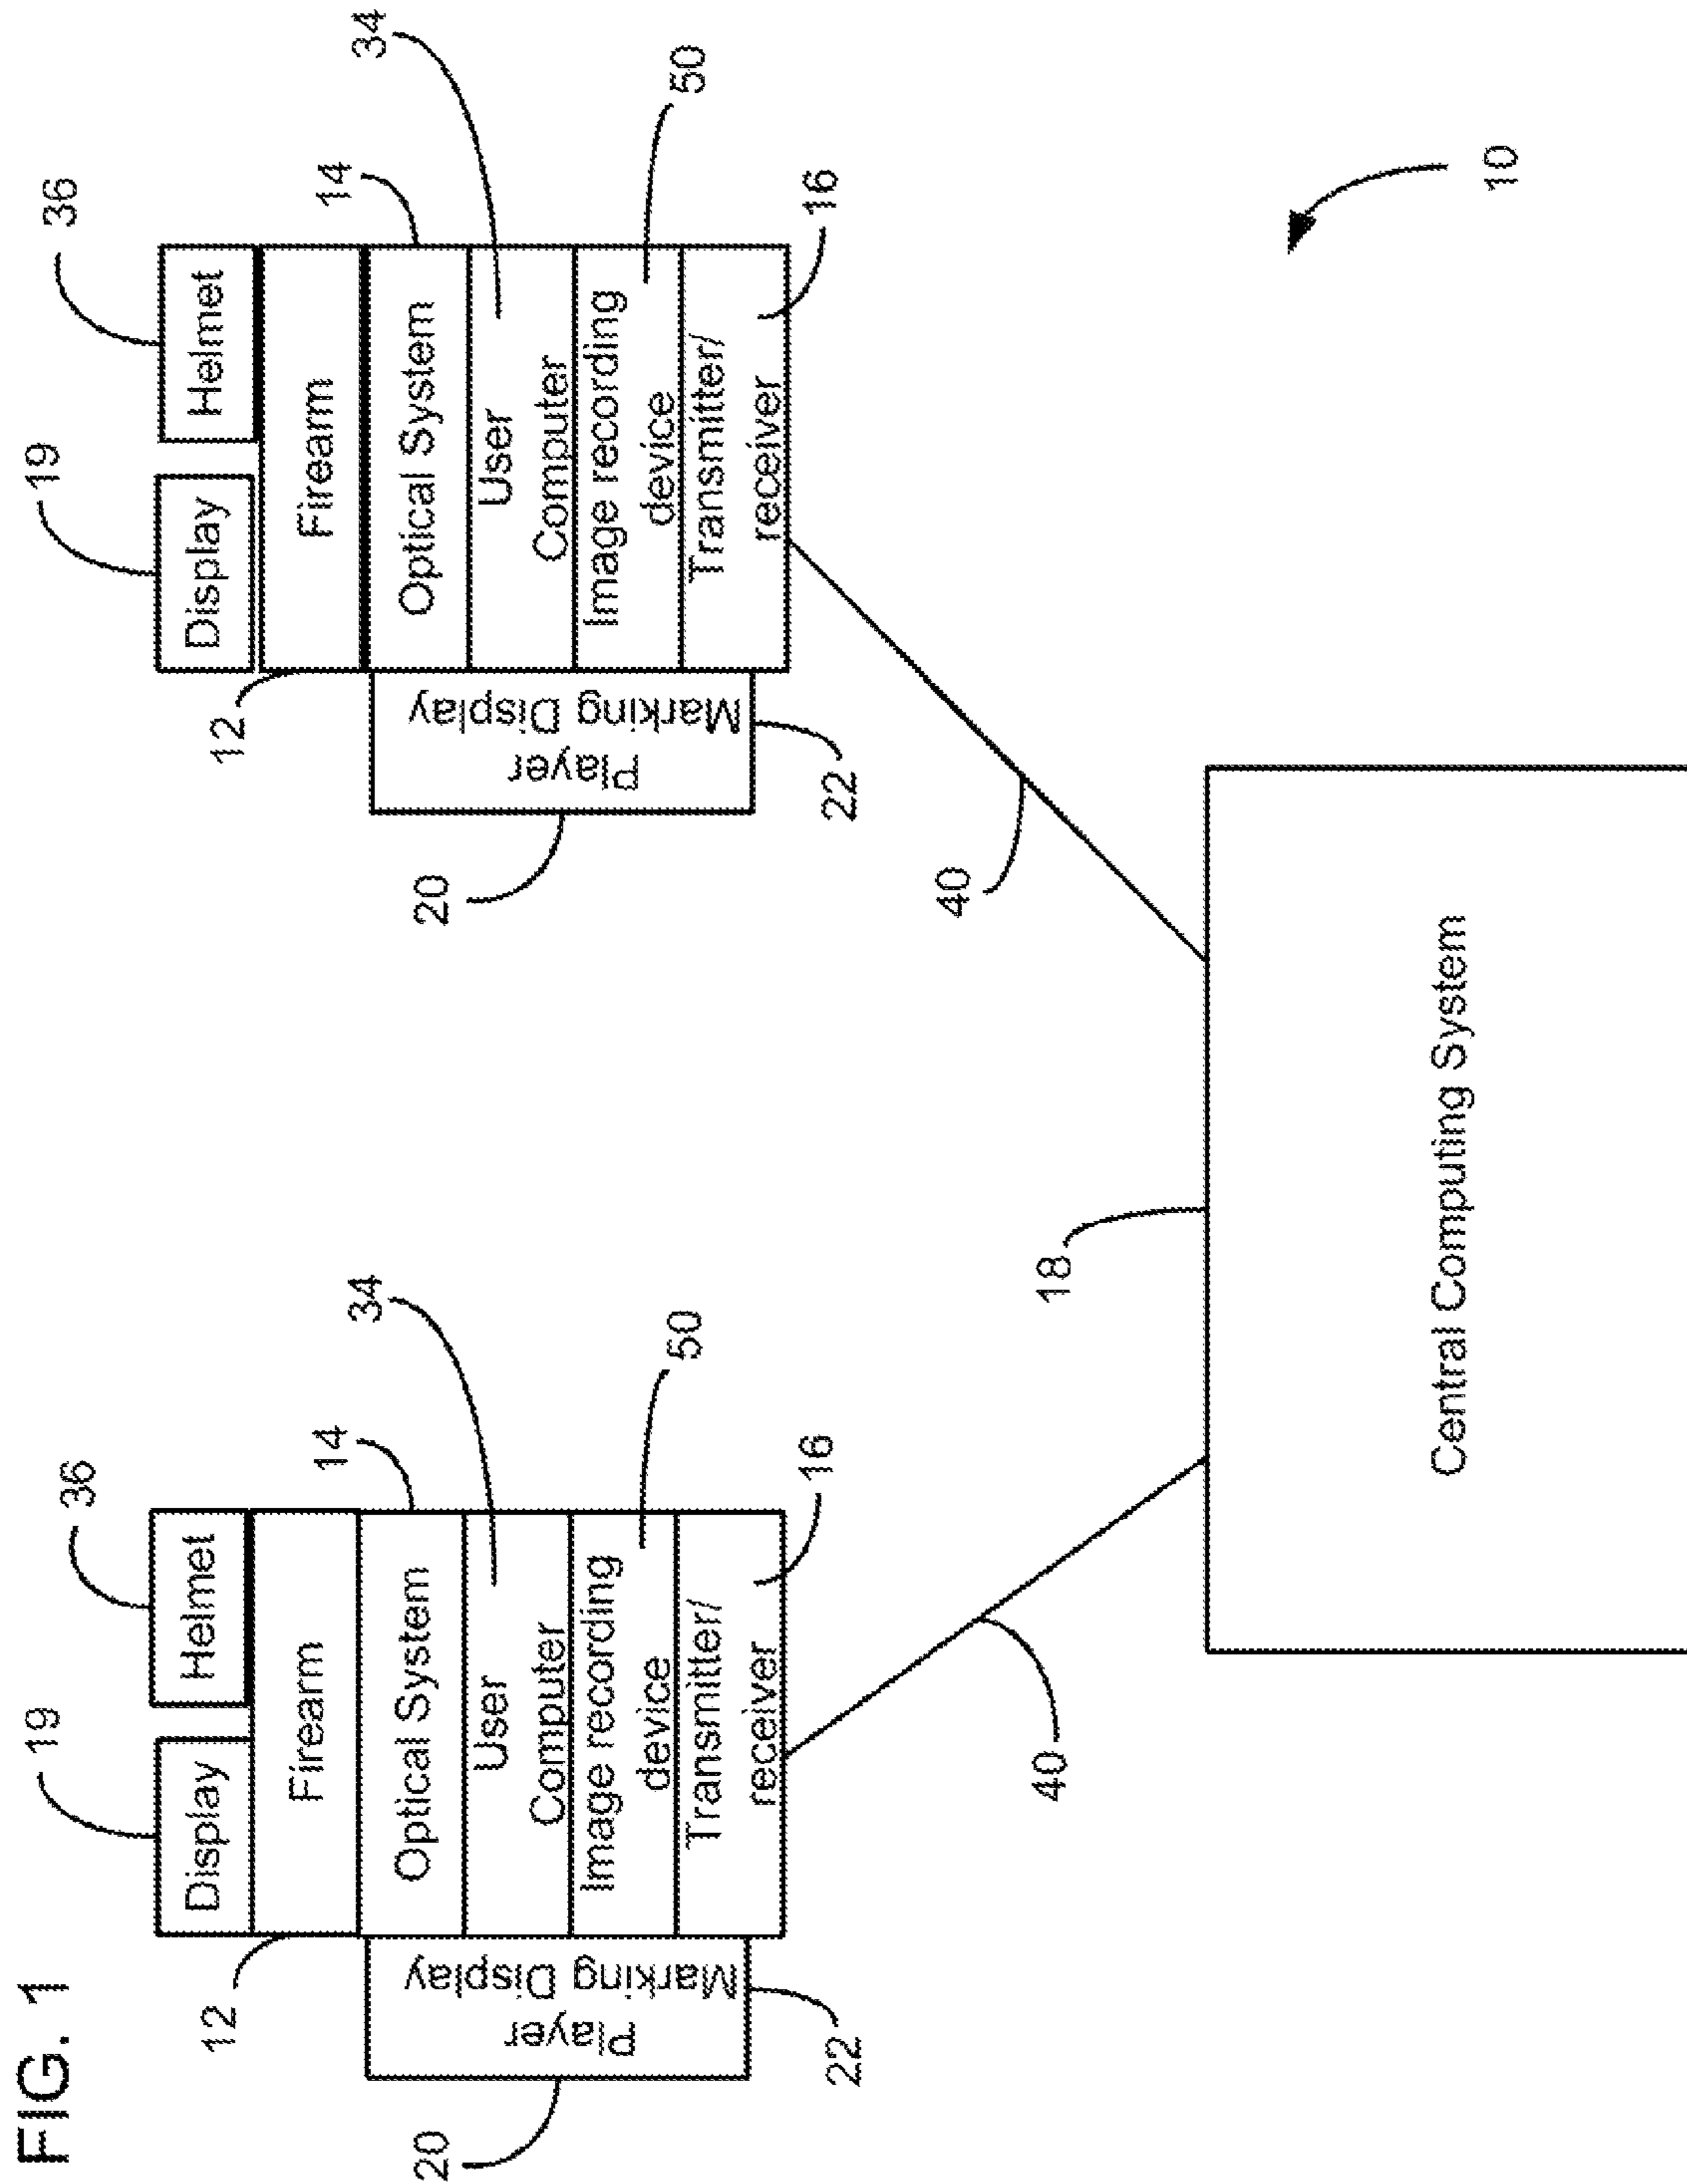 FIG. 1
19
36
Display
Helmet
12
Firearm
14
Optical System
34
User
Computer
50
Image recording
device
16
Transmitter/
receiver
20
Player
Marking Display
22
40
19
36
Display
Helmet
12
Firearm
14
Optical System
34
User
Computer
50
Image recording
device
16
Transmitter/
receiver
20
Player
Marking Display
22
40
18
Central Computing System
10